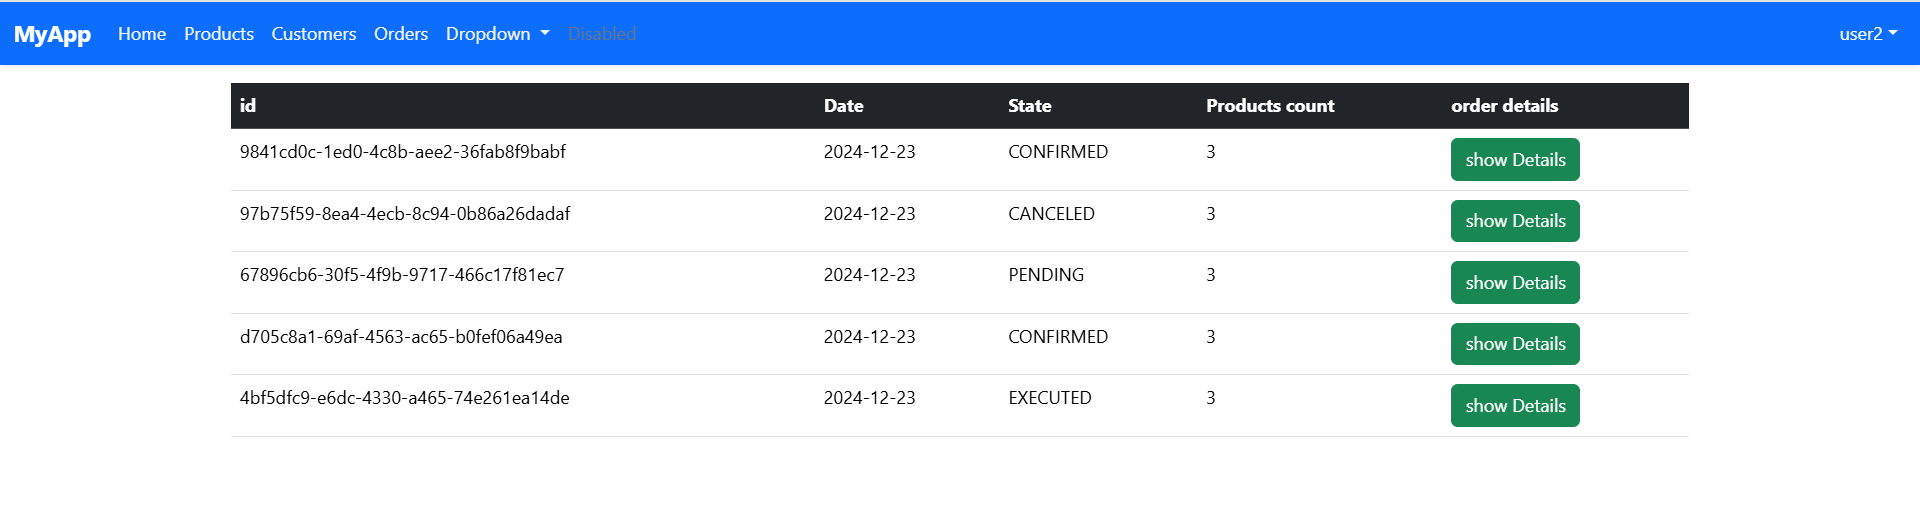 MyApp Home Products Customers Orders Dropdown Disabled user2
id Date State Products count order details
9841cd0c-1ed0-4c8b-aee2-36fab8f9babf 2024-12-23 CONFIRMED 3 show Details
97b75f59-8ea4-4ecb-8c94-0b86a26dadaf 2024-12-23 CANCELED 3 show Details
67896cb6-30f5-4f9b-9717-466c17f81ec7 2024-12-23 PENDING 3 show Details
d705c8a1-69af-4563-ac65-b0fef06a49ea 2024-12-23 CONFIRMED 3 show Details
4bf5dfc9-e6dc-4330-a465-74e261ea14de 2024-12-23 EXECUTED 3 show Details